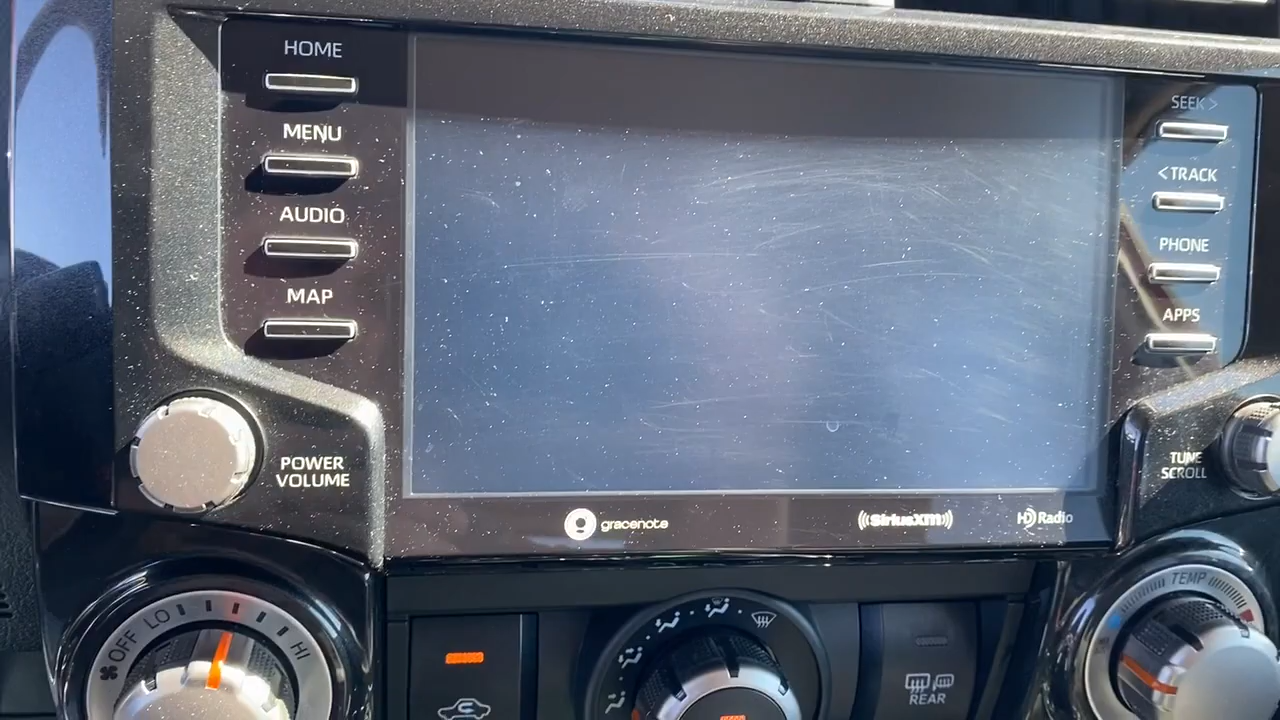 HOME
MENU
AUDIO
MAP
POWER
VOLUME
SEEK >
< TRACK
PHONE
APPS
TUNE
SCROLL
gracenote
((SiriusXM))
HD Radio
OFF LO HI
TEMP
REAR